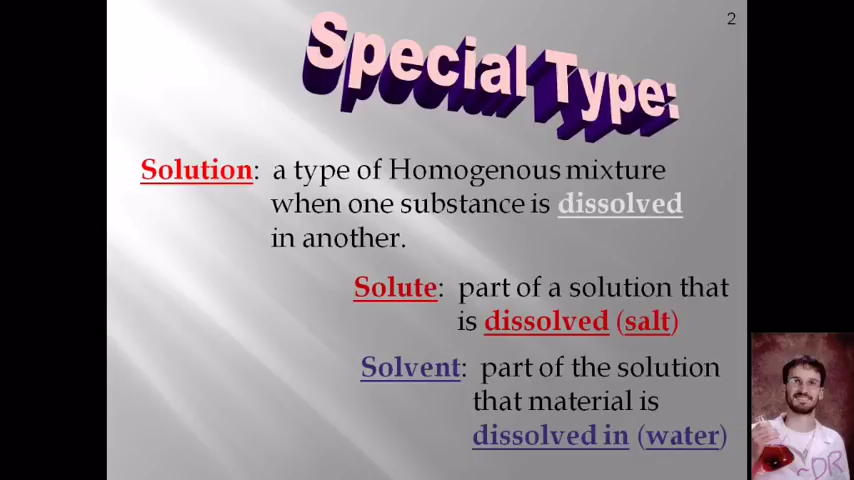 2
Special Type:
Solution: a type of Homogenous mixture
when one substance is dissolved
in another.
Solute: part of a solution that
is dissolved (salt)
Solvent: part of the solution
that material is
dissolved in (water)
~DR